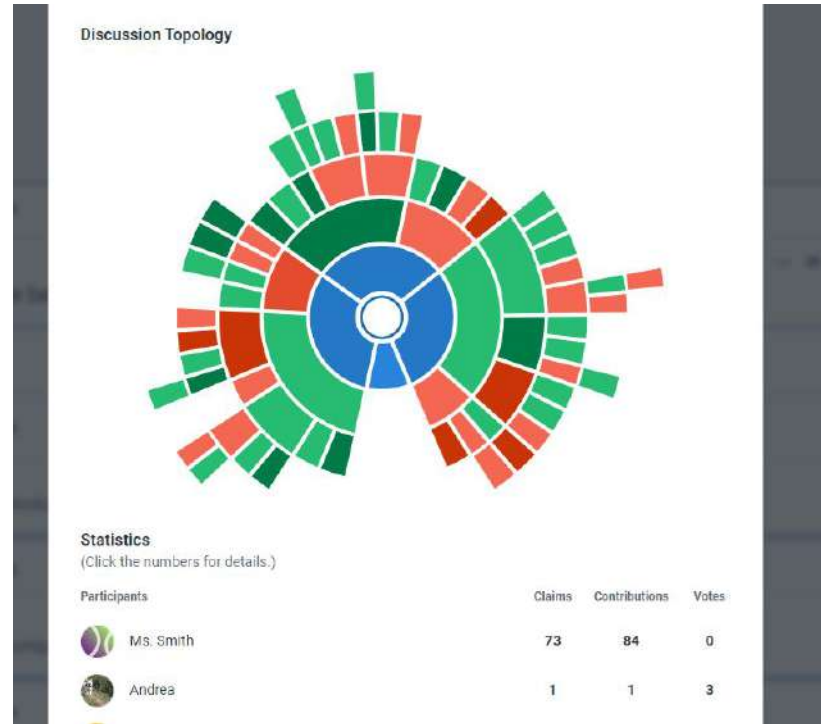 Discussion Topology
Statistics
(Click the numbers for details.)
Participants Claims Contributions Votes
Ms. Smith 73 84 0
Andrea 1 1 3